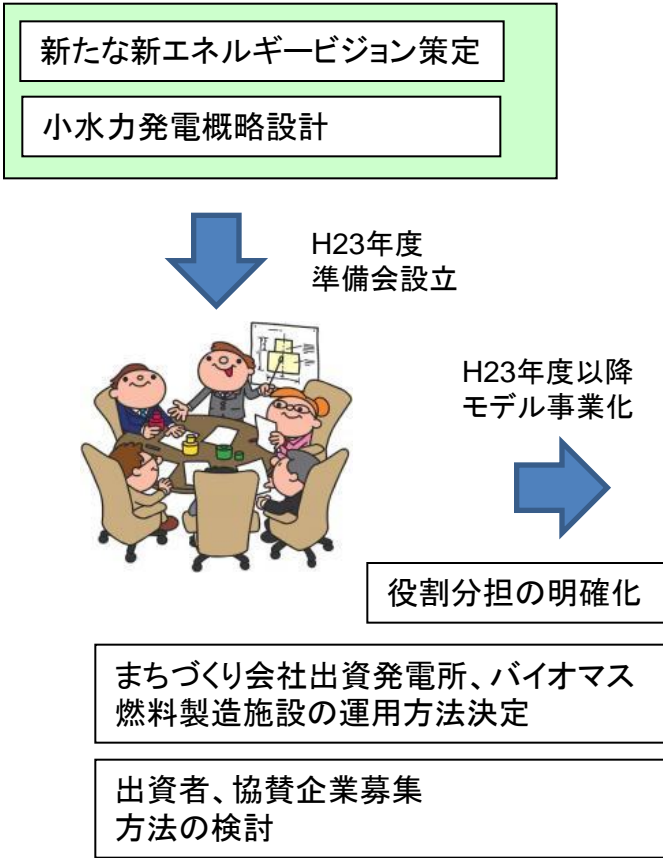 新たな新エネルギービジョン策定
小水力発電概略設計
H23年度
準備会設立
H23年度以降
モデル事業化
役割分担の明確化
まちづくり会社出資発電所、バイオマス
燃料製造施設の運用方法決定
出資者、協賛企業募集
方法の検討